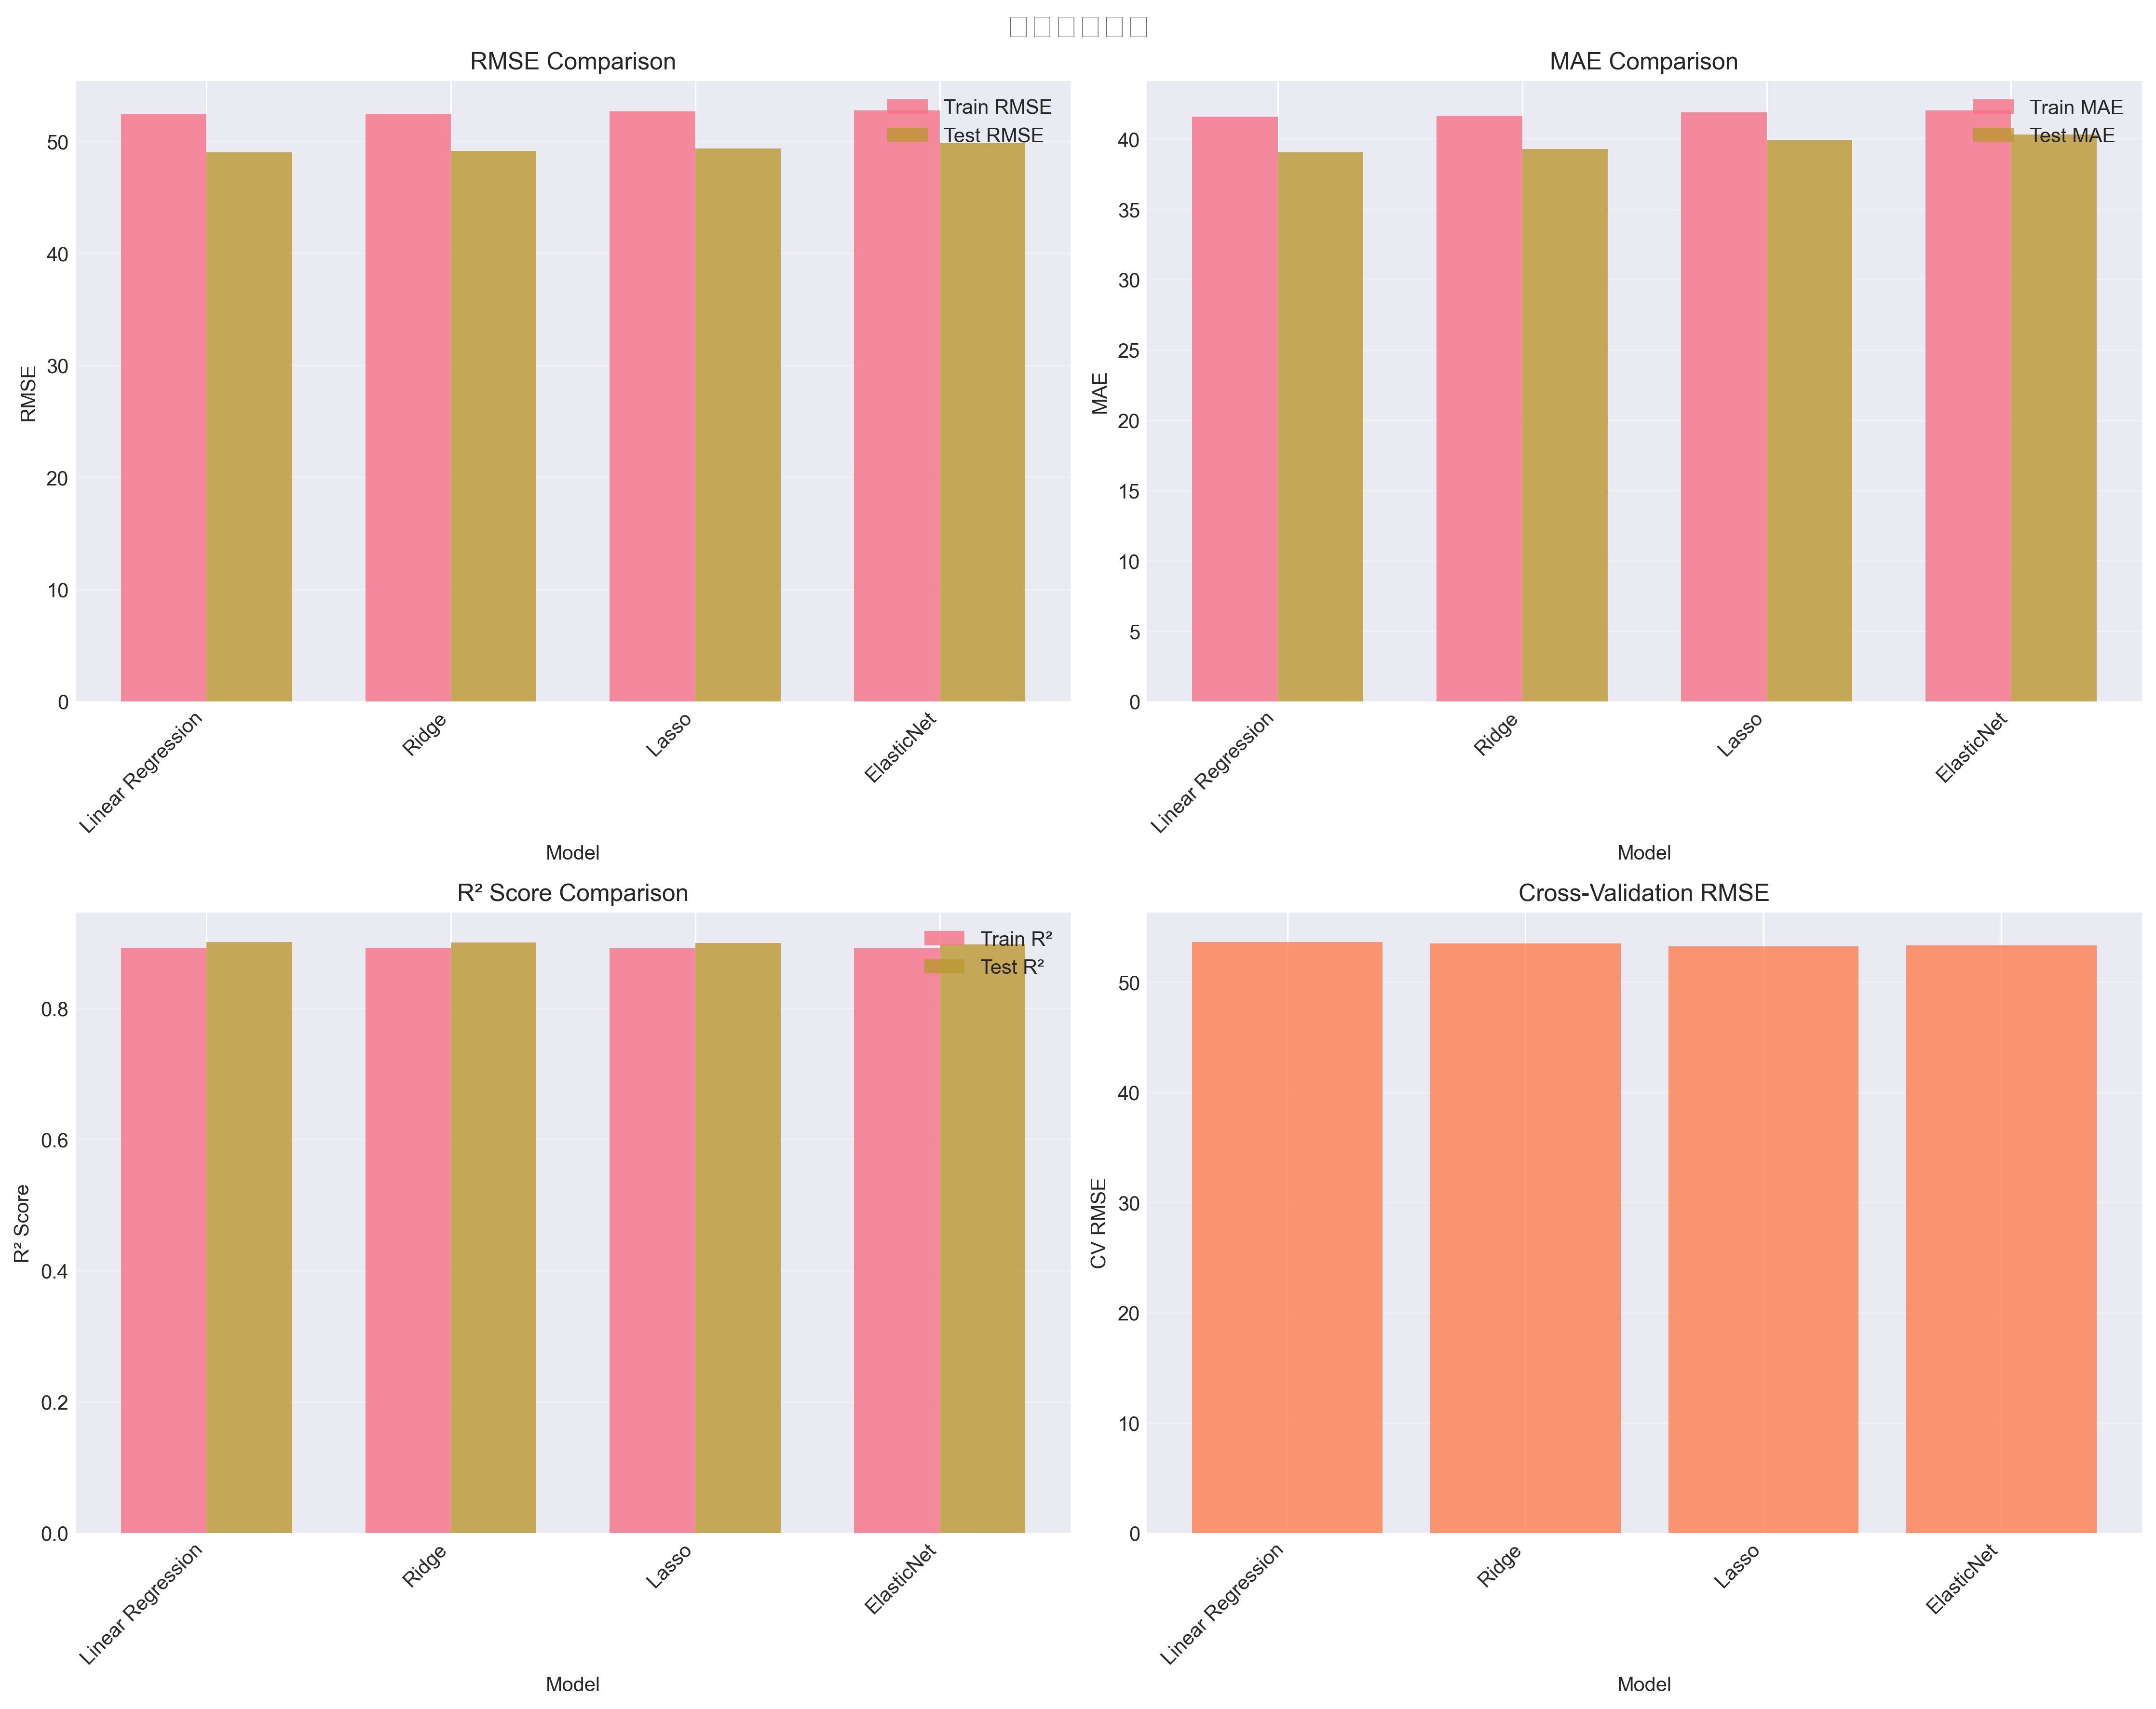 RMSE Comparison
Train RMSE
Test RMSE
50
40
30
20
10
0
RMSE
Linear Regression
Ridge
Lasso
ElasticNet
Model
MAE Comparison
Train MAE
Test MAE
40
35
30
25
20
15
10
5
0
MAE
Linear Regression
Ridge
Lasso
ElasticNet
Model
R² Score Comparison
Train R²
Test R²
0.8
0.6
0.4
0.2
0.0
R² Score
Linear Regression
Ridge
Lasso
ElasticNet
Model
Cross-Validation RMSE
50
40
30
20
10
0
CV RMSE
Linear Regression
Ridge
Lasso
ElasticNet
Model